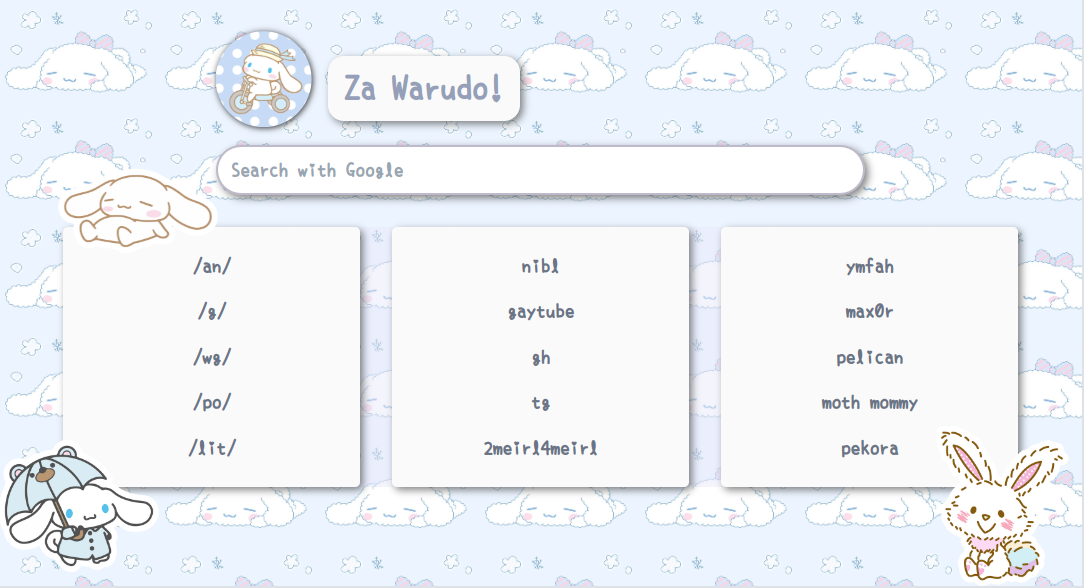 Za Warudo!
Search with Google
/an/
/g/
/wg/
/po/
/lit/
nibl
gaytube
gh
tg
2meirl4meirl
ymfah
max0r
pelican
moth mommy
pekora